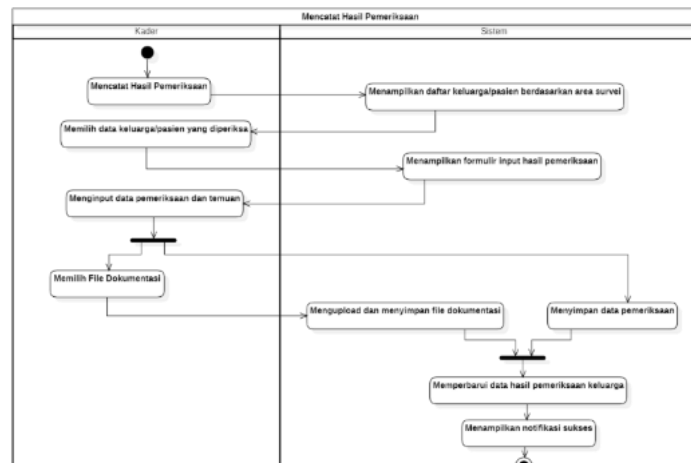 Mencatat Hasil Pemeriksaan
Kader
Sistem
Mencatat Hasil Pemeriksaan
Menampilkan daftar keluarga/pasien berdasarkan area survei
Memilih data keluarga/pasien yang diperiksa
Menampilkan formulir input hasil pemeriksaan
Menginput data pemeriksaan dan temuan
Memilih File Dokumentasi
Mengupload dan menyimpan file dokumentasi
Menyimpan data pemeriksaan
Memperbarui data hasil pemeriksaan keluarga
Menampilkan notifikasi sukses